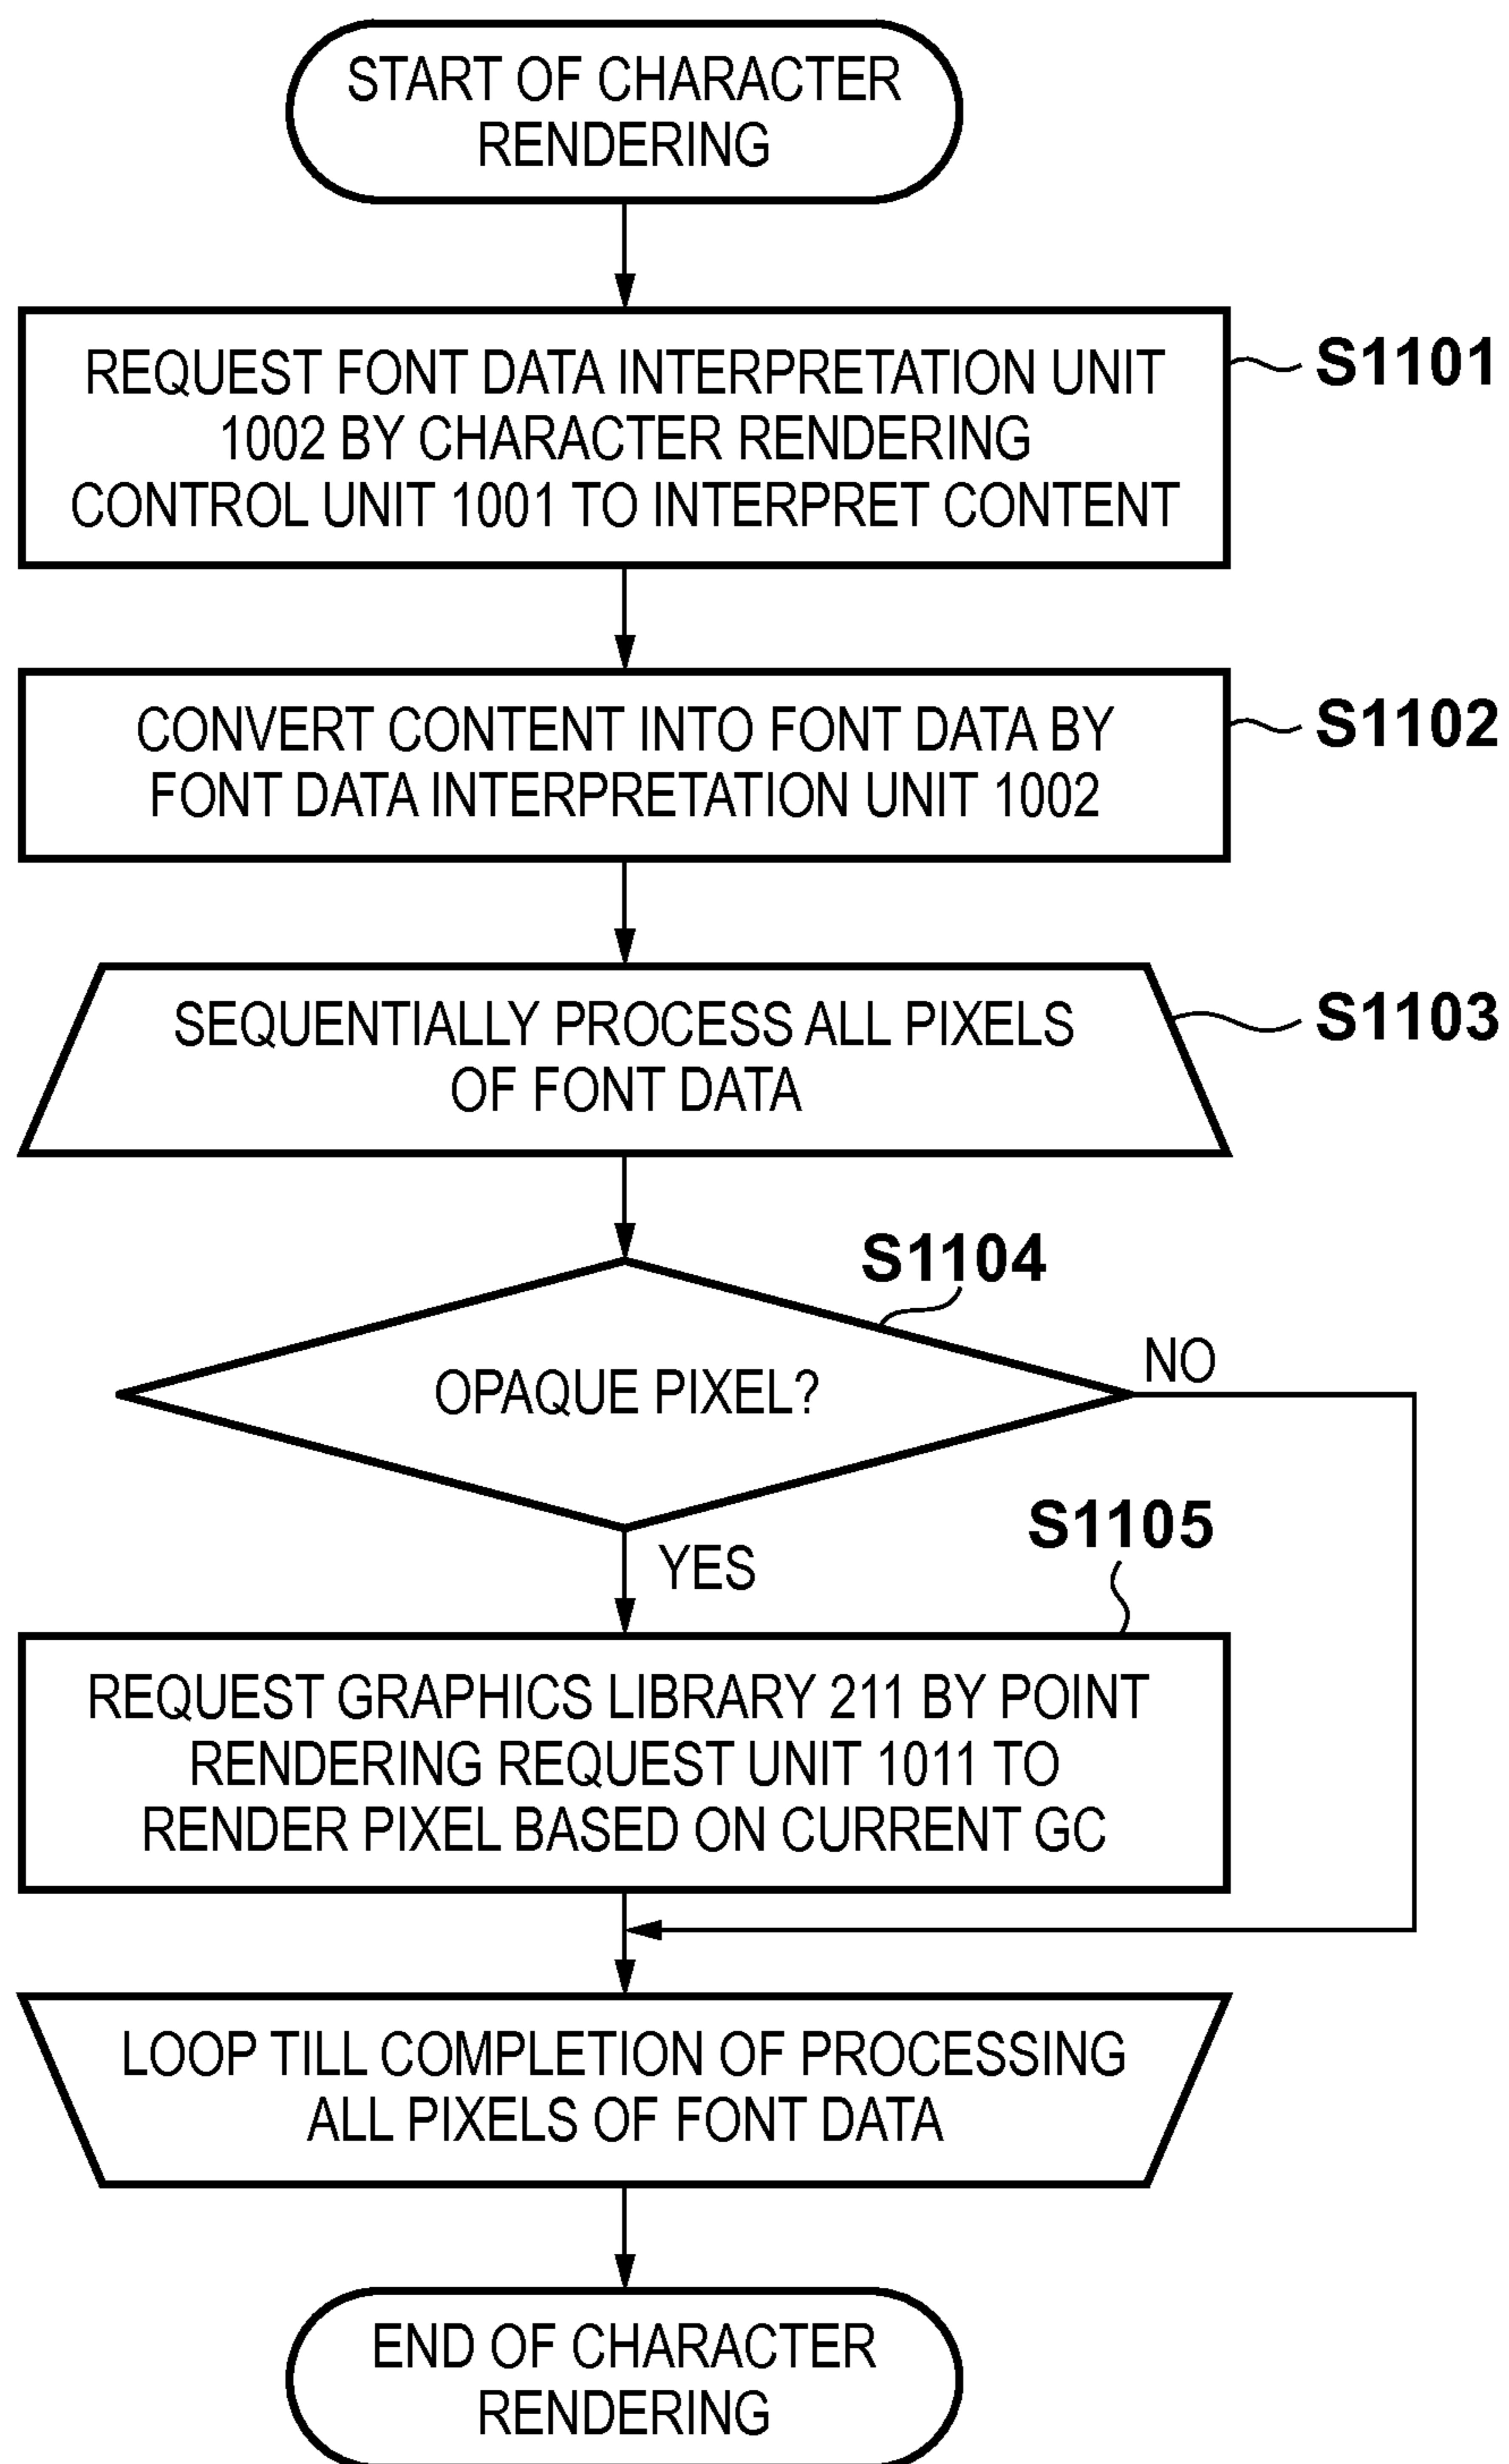 START OF CHARACTER
RENDERING
REQUEST FONT DATA INTERPRETATION UNIT
1002 BY CHARACTER RENDERING
CONTROL UNIT 1001 TO INTERPRET CONTENT
S1101
CONVERT CONTENT INTO FONT DATA BY
FONT DATA INTERPRETATION UNIT 1002
S1102
SEQUENTIALLY PROCESS ALL PIXELS
OF FONT DATA
S1103
S1104
OPAQUE PIXEL?
NO
YES
S1105
REQUEST GRAPHICS LIBRARY 211 BY POINT
RENDERING REQUEST UNIT 1011 TO
RENDER PIXEL BASED ON CURRENT GC
LOOP TILL COMPLETION OF PROCESSING
ALL PIXELS OF FONT DATA
END OF CHARACTER
RENDERING